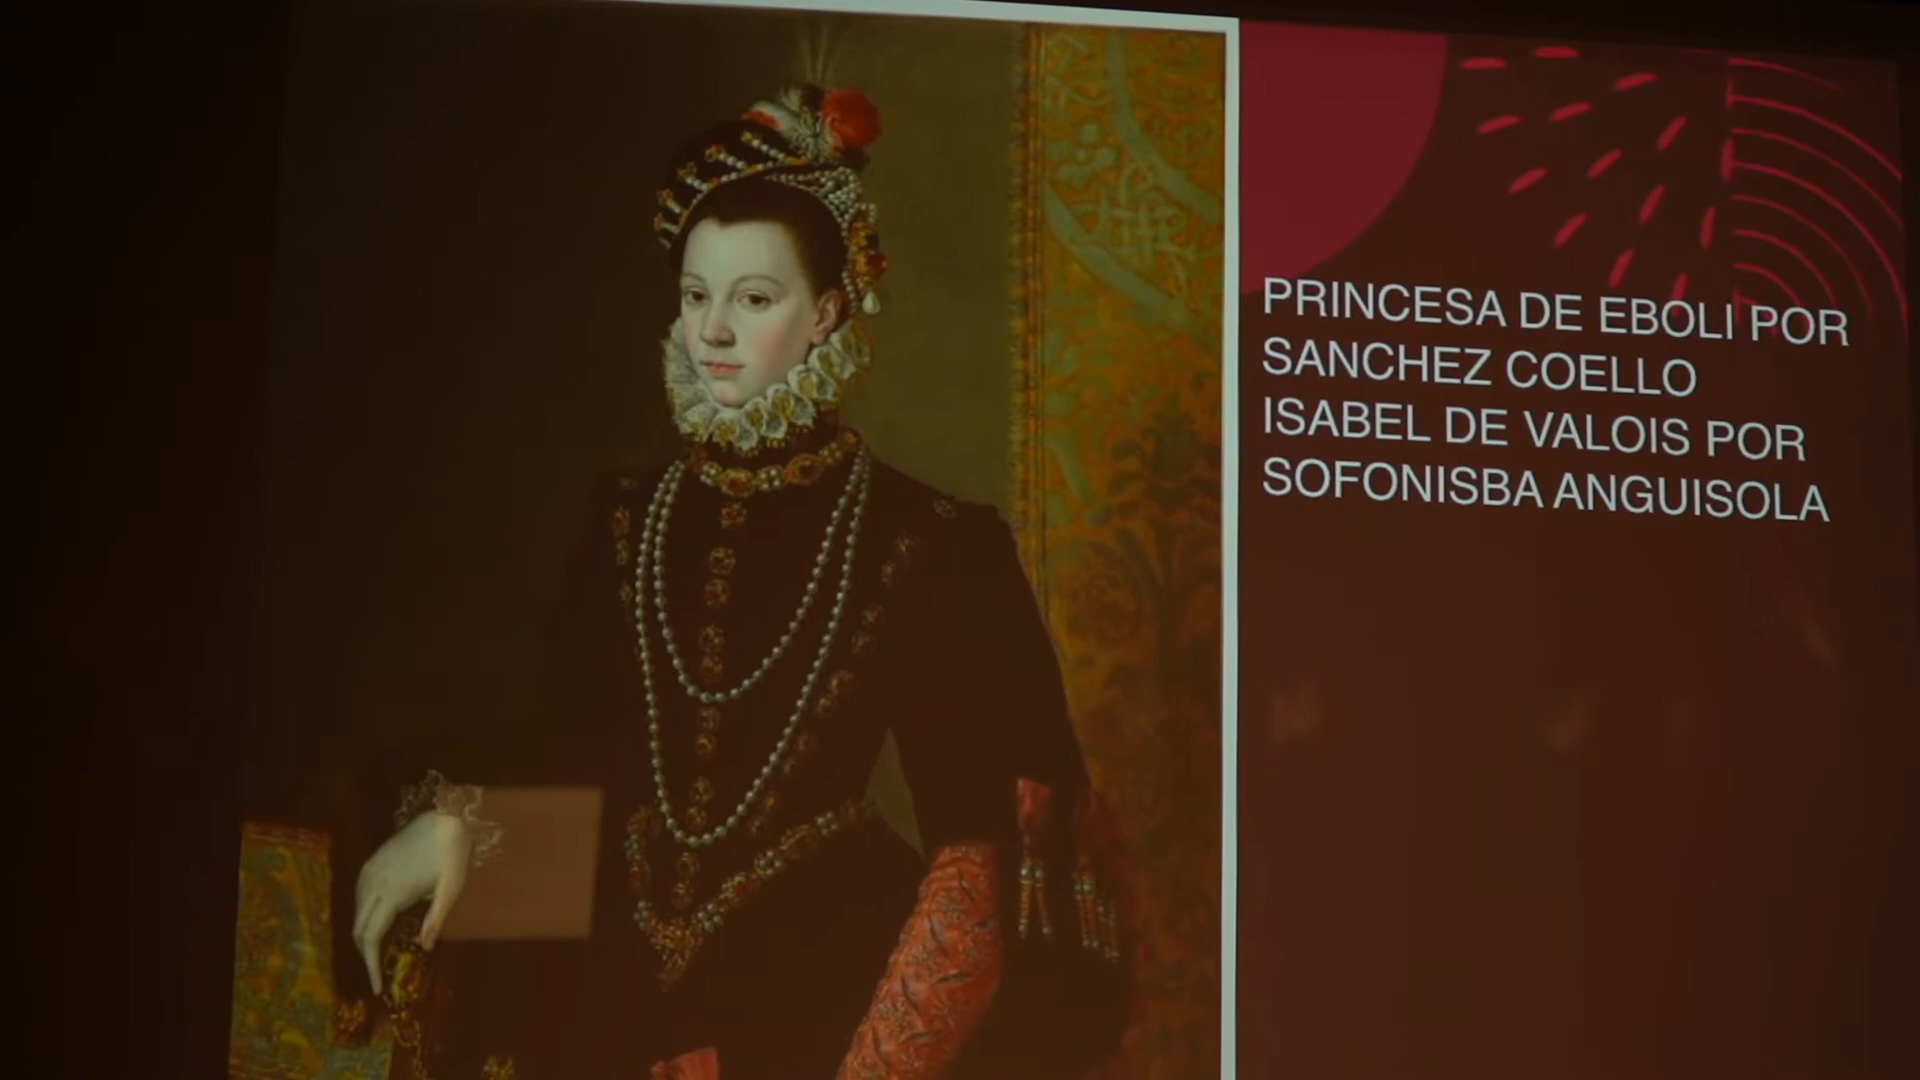 PRINCESA DE EBOLI POR
SANCHEZ COELLO
ISABEL DE VALOIS POR
SOFONISBA ANGUISOLA